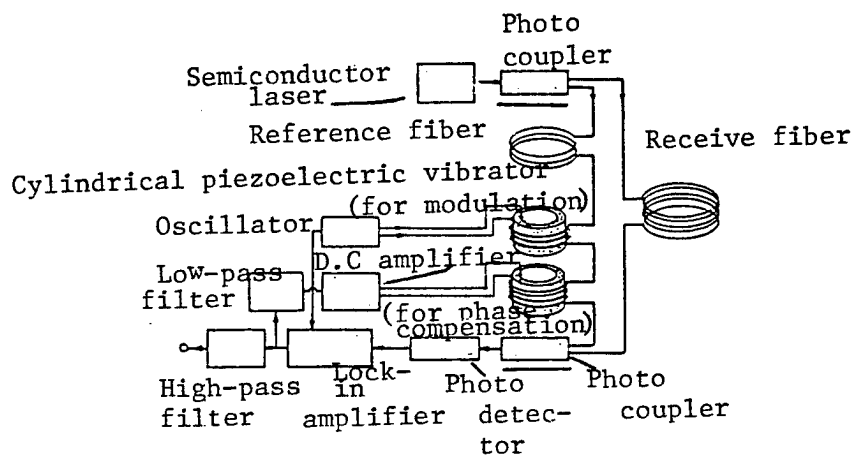 Photo
coupler
Semiconductor
laser
Reference fiber
Receive fiber
Cylindrical piezoelectric vibrator
(for modulation)
Oscillator
D.C amplifier
Low-pass
filter
(for phase
compensation)
High-pass
filter
Lock-
in
amplifier
Photo
detec-
tor
Photo
coupler